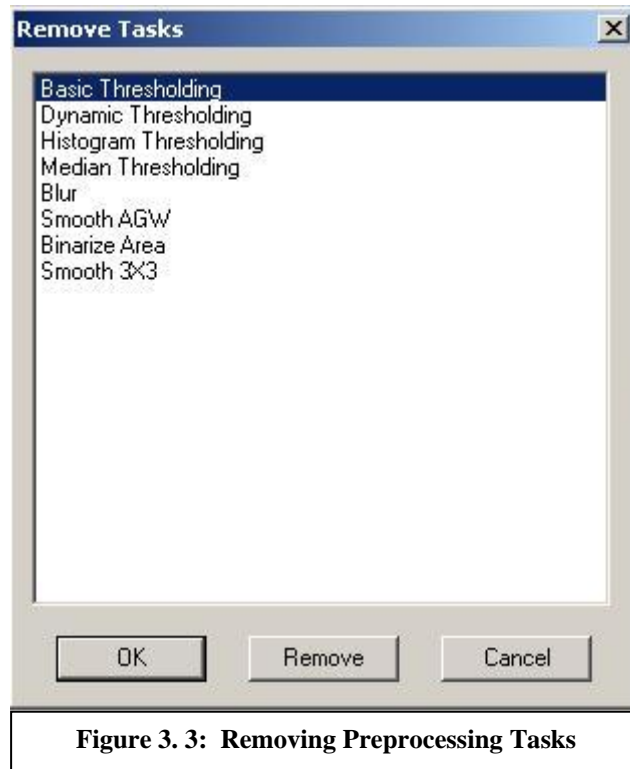 Remove Tasks
Basic Thresholding
Dynamic Thresholding
Histogram Thresholding
Median Thresholding
Blur
Smooth AGW
Binarize Area
Smooth 3X3
OK Remove Cancel
Figure 3. 3: Removing Preprocessing Tasks